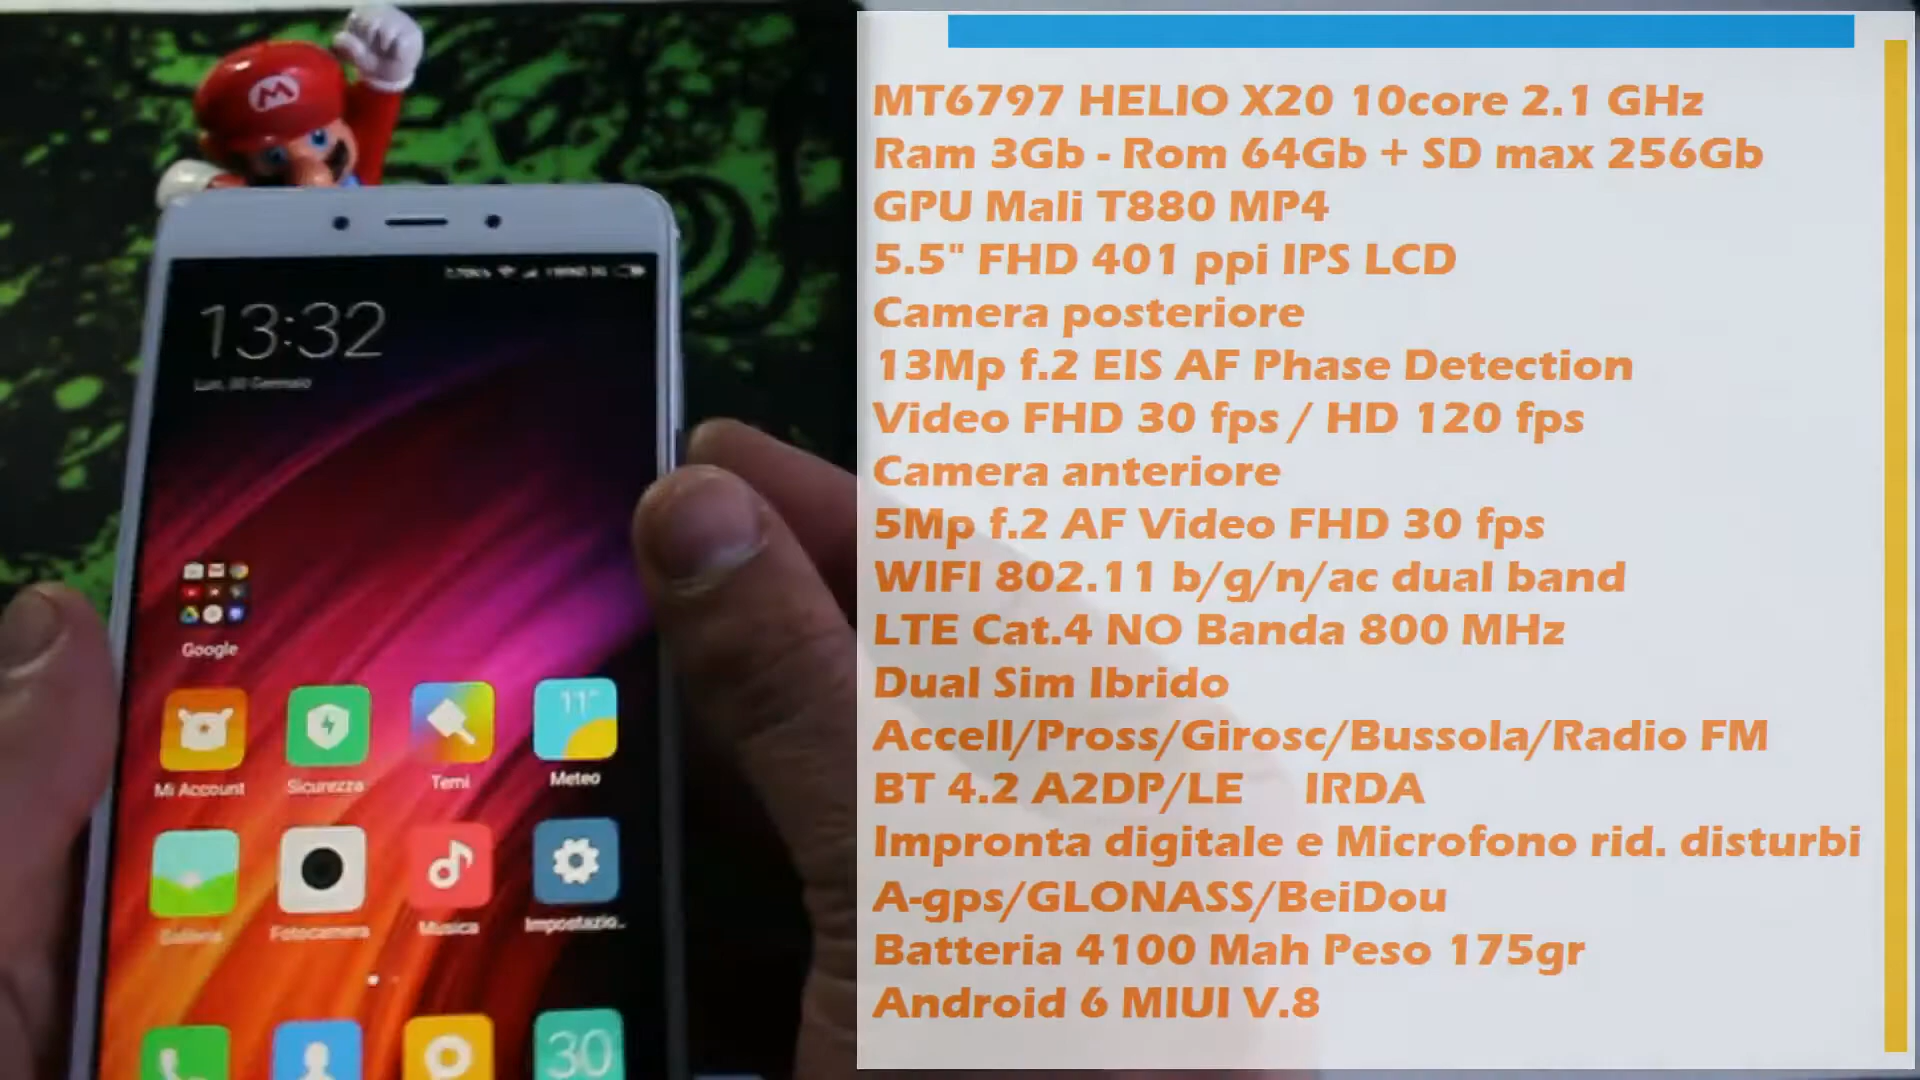 13:32
Google
Mi Account
Sicurezza
Temi
11°
Meteo
Galleria
Fotocamera
Musica
Impostazio..
30
MT6797 HELIO X20 10core 2.1 GHz
Ram 3Gb - Rom 64Gb + SD max 256Gb
GPU Mali T880 MP4
5.5" FHD 401 ppi IPS LCD
Camera posteriore
13Mp f.2 EIS AF Phase Detection
Video FHD 30 fps / HD 120 fps
Camera anteriore
5Mp f.2 AF Video FHD 30 fps
WIFI 802.11 b/g/n/ac dual band
LTE Cat.4 NO Banda 800 MHz
Dual Sim Ibrido
Accell/Pross/Girosc/Bussola/Radio FM
BT 4.2 A2DP/LE IRDA
Impronta digitale e Microfono rid. disturbi
A-gps/GLONASS/BeiDou
Batteria 4100 Mah Peso 175gr
Android 6 MIUI V.8